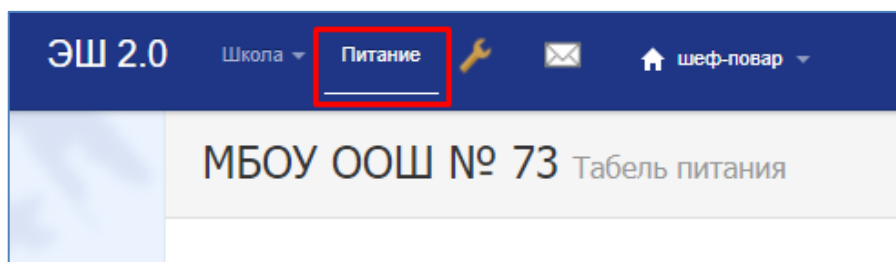 ЭШ 2.0 Школа Питание шеф-повар
МБОУ ООШ № 73 Табель питания